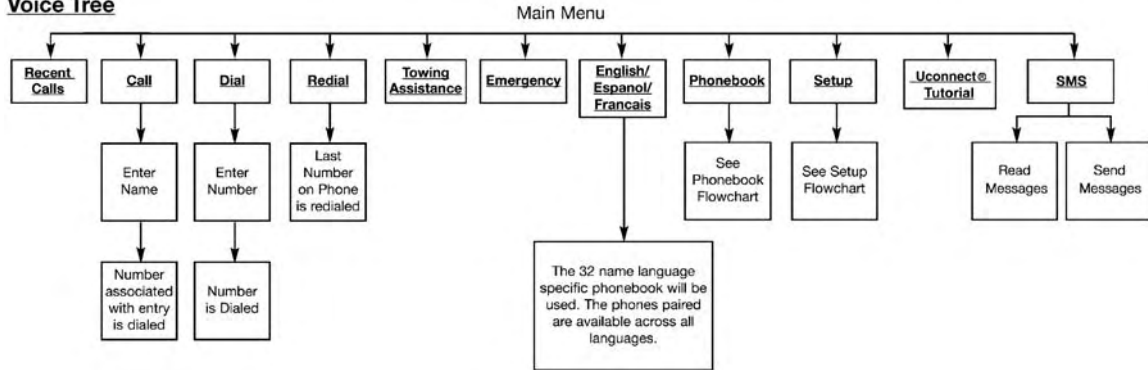 Voice Tree
Main Menu
Recent
Calls
Call
Dial
Redial
Towing
Assistance
Emergency
English/
Espanol/
Francais
Phonebook
Setup
Uconnect®
Tutorial
SMS
Enter
Name
Enter
Number
Last
Number
on Phone
is redialed
See
Phonebook
Flowchart
See Setup
Flowchart
Read
Messages
Send
Messages
Number
associated
with entry
is dialed
Number
is Dialed
The 32 name language
specific phonebook will be
used. The phones paired
are available across all
languages.